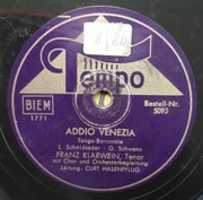 Tempo
BIEM
1771
Bestell-Nr.
5093
ADDIO VENEZIA
Tango-Barcarole
L. Schmidseder - G. Schwenn
FRANZ KLARWEIN, Tenor
mit Chor und Orchesterbegleitung
Leitung: CURT HASENPFLUG